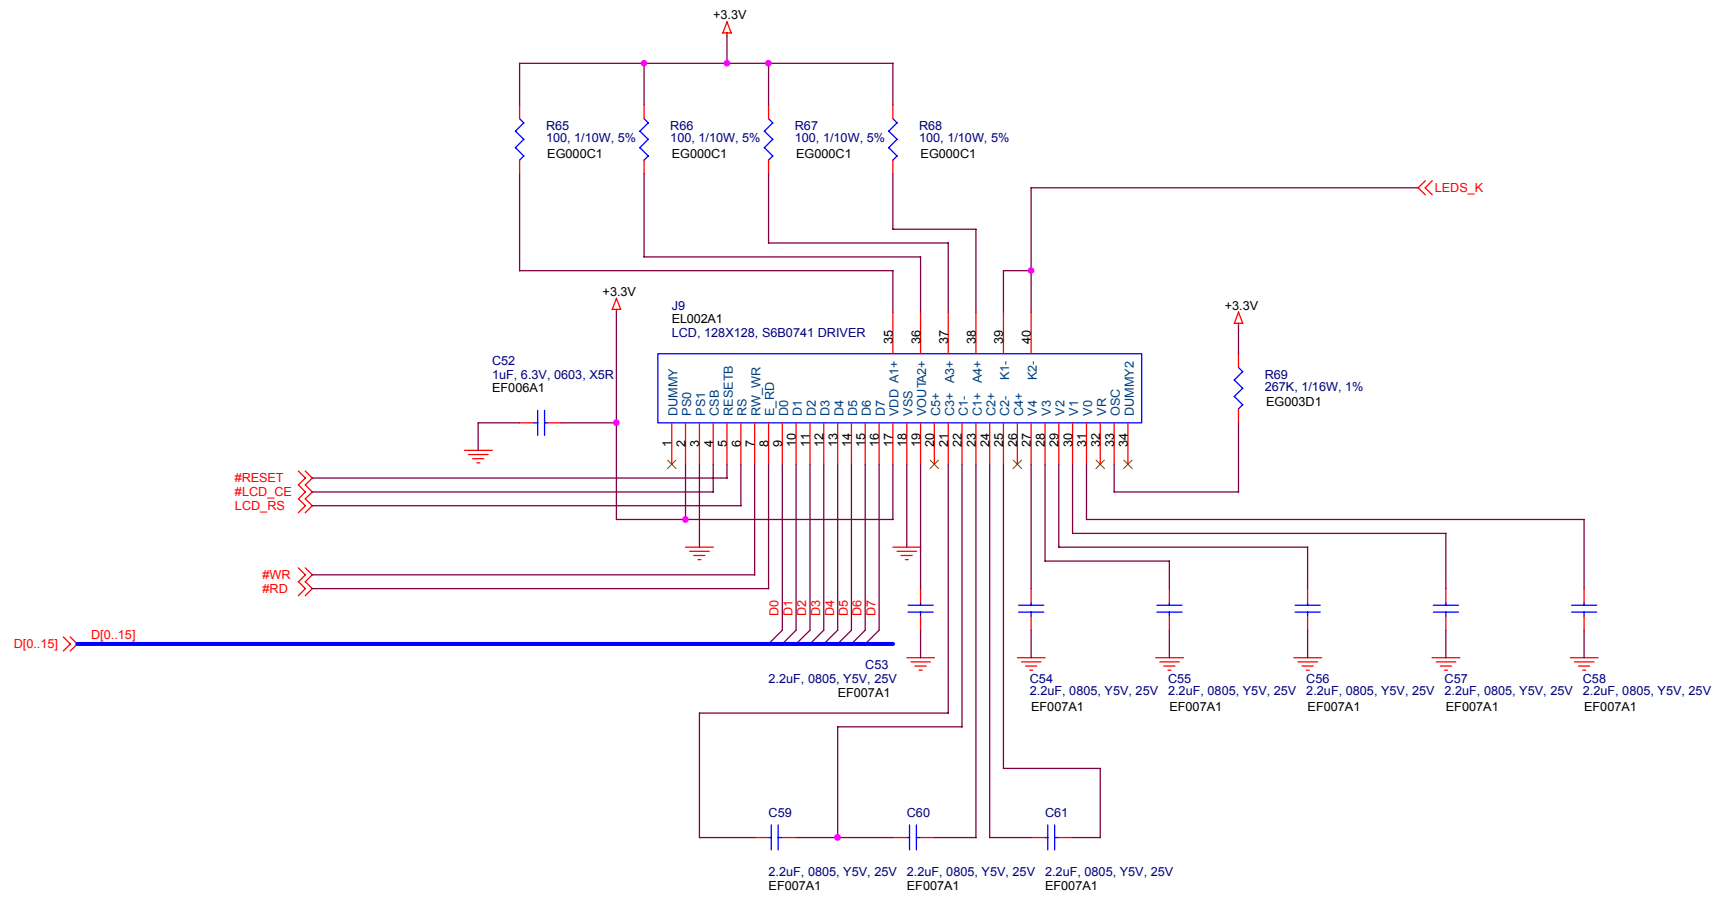 +3.3V
R65
100, 1/10W, 5%
EG000C1
R66
100, 1/10W, 5%
EG000C1
R67
100, 1/10W, 5%
EG000C1
R68
100, 1/10W, 5%
EG000C1
LEDS_K
+3.3V
J9
EL002A1
LCD, 128X128, S6B0741 DRIVER
+3.3V
35
36
37
38
39
40
A1+
A2+
A3+
A4+
K1-
K2-
C52
1uF, 6.3V, 0603, X5R
EF006A1
R69
267K, 1/16W, 1%
EG003D1
DUMMY
PS0
PS1
CSB
RESETB
RS
RW_WR
E_RD
D0
D1
D2
D3
D4
D5
D6
D7
VDD
VSS
VOUT
C5+
C3+
C1-
C1+
C2+
C2-
C4+
V4
V3
V2
V1
V0
VR
OSC
DUMMY2
1
2
3
4
5
6
7
8
9
10
11
12
13
14
15
16
17
18
19
20
21
22
23
24
25
26
27
28
29
30
31
32
33
34
#RESET
#LCD_CE
LCD_RS
#WR
#RD
D0
D1
D2
D3
D4
D5
D6
D7
D[0..15]
D[0..15]
C53
2.2uF, 0805, Y5V, 25V
EF007A1
C54
2.2uF, 0805, Y5V, 25V
EF007A1
C55
2.2uF, 0805, Y5V, 25V
EF007A1
C56
2.2uF, 0805, Y5V, 25V
EF007A1
C57
2.2uF, 0805, Y5V, 25V
EF007A1
C58
2.2uF, 0805, Y5V, 25V
EF007A1
C59
2.2uF, 0805, Y5V, 25V
EF007A1
C60
2.2uF, 0805, Y5V, 25V
EF007A1
C61
2.2uF, 0805, Y5V, 25V
EF007A1